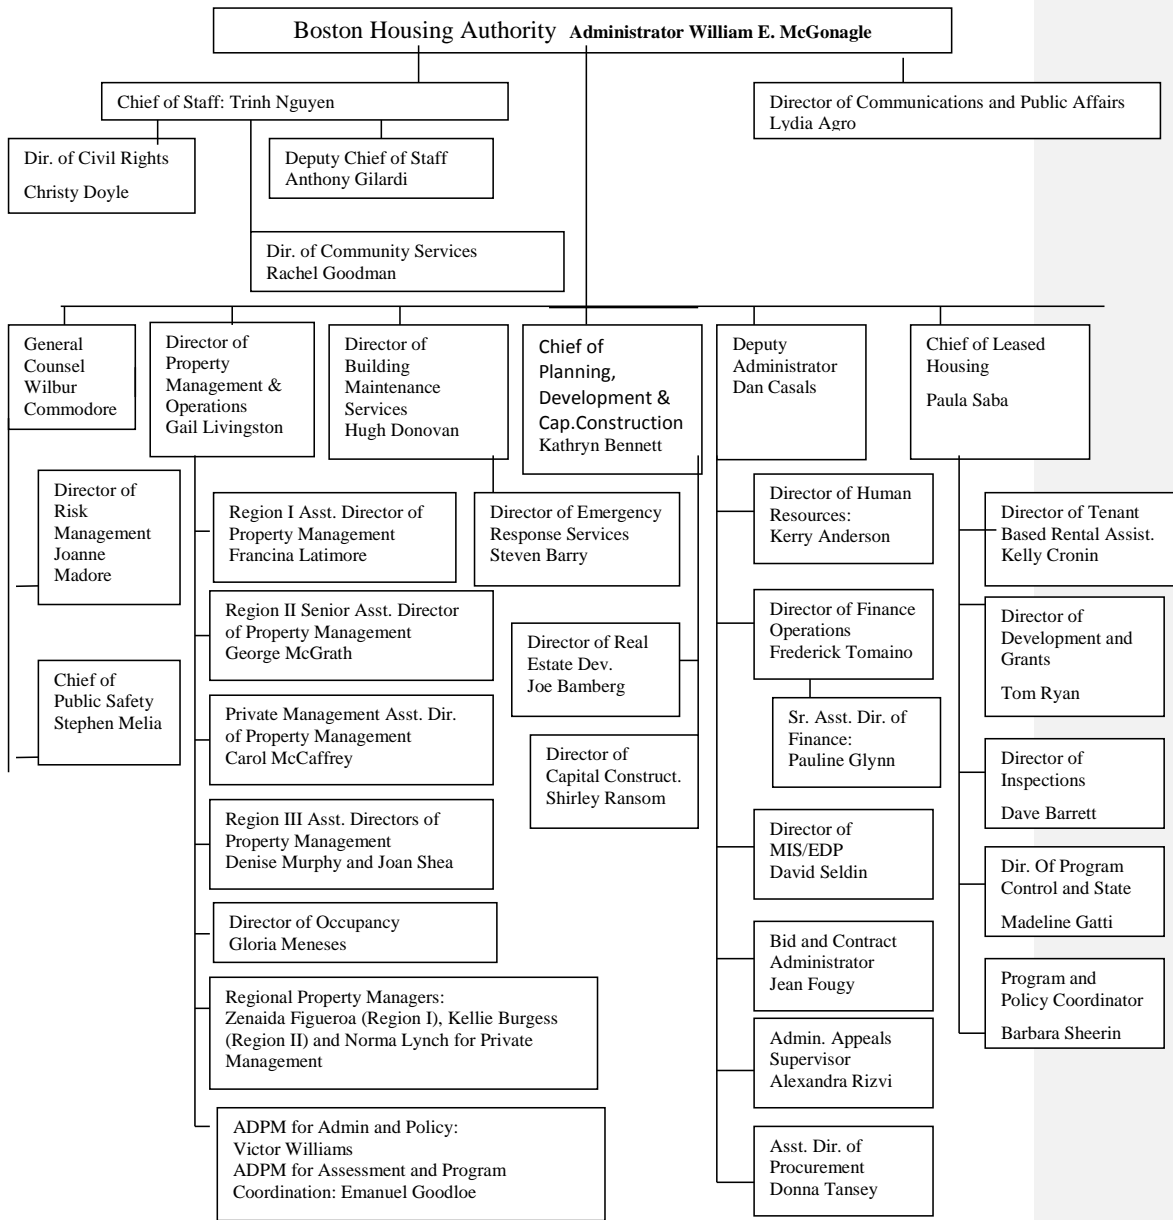 Boston Housing Authority Administrator William E. McGonagle
Chief of Staff: Trinh Nguyen
Director of Communications and Public Affairs
Lydia Agro
Dir. of Civil Rights
Christy Doyle
Deputy Chief of Staff
Anthony Gilardi
Dir. of Community Services
Rachel Goodman
General
Counsel
Wilbur
Commodore
Director of
Property
Management &
Operations
Gail Livingston
Director of
Building
Maintenance
Services
Hugh Donovan
Chief of
Planning,
Development &
Cap.Construction
Kathryn Bennett
Deputy
Administrator
Dan Casals
Chief of Leased
Housing
Paula Saba
Director of
Risk
Management
Joanne
Madore
Chief of
Public Safety
Stephen Melia
Region I Asst. Director of
Property Management
Francina Latimore
Region II Senior Asst. Director
of Property Management
George McGrath
Private Management Asst. Dir.
of Property Management
Carol McCaffrey
Region III Asst. Directors of
Property Management
Denise Murphy and Joan Shea
Director of Occupancy
Gloria Meneses
Regional Property Managers:
Zenaida Figueroa (Region I), Kellie Burgess
(Region II) and Norma Lynch for Private
Management
ADPM for Admin and Policy:
Victor Williams
ADPM for Assessment and Program
Coordination: Emanuel Goodloe
Director of Emergency
Response Services
Steven Barry
Director of Real
Estate Dev.
Joe Bamberg
Director of
Capital Construct.
Shirley Ransom
Director of Human
Resources:
Kerry Anderson
Director of Finance
Operations
Frederick Tomaino
Sr. Asst. Dir. of
Finance:
Pauline Glynn
Director of
MIS/EDP
David Seldin
Bid and Contract
Administrator
Jean Fougy
Admin. Appeals
Supervisor
Alexandra Rizvi
Asst. Dir. of
Procurement
Donna Tansey
Director of Tenant
Based Rental Assist.
Kelly Cronin
Director of
Development and
Grants
Tom Ryan
Director of
Inspections
Dave Barrett
Dir. Of Program
Control and State
Madeline Gatti
Program and
Policy Coordinator
Barbara Sheerin